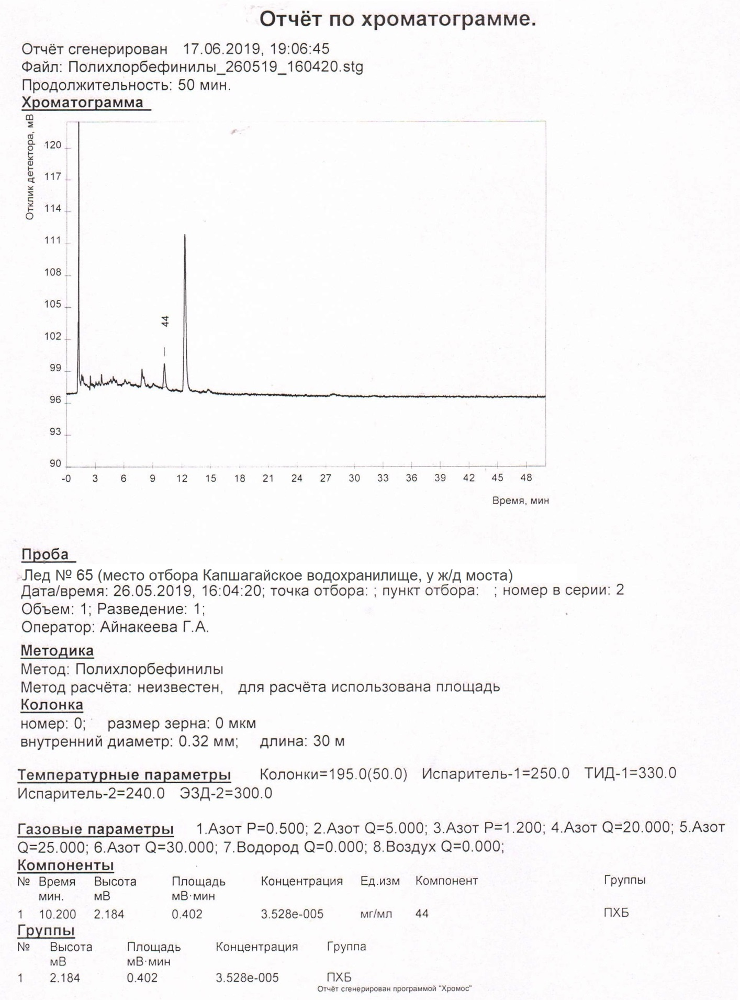 Отчёт по хроматограмме.
Отчёт сгенерирован 17.06.2019, 19:06:45
Файл: Полихлорбефинилы_260519_160420.stg
Продолжительность: 50 мин.
Хроматограмма
Отклик детектора, мВ
120
117
114
111
108
105
44
102
99
96
93
90
-0 3 6 9 12 15 18 21 24 27 30 33 36 39 42 45 48
Время, мин
Проба
Лед № 65 (место отбора Капшагайское водохранилище, у ж/д моста)
Дата/время: 26.05.2019, 16:04:20; точка отбора: ; пункт отбора: ; номер в серии: 2
Объем: 1; Разведение: 1;
Оператор: Айнакеева Г.А.
Методика
Метод: Полихлорбефинилы
Метод расчёта: неизвестен, для расчёта использована площадь
Колонка
номер: 0; размер зерна: 0 мкм
внутренний диаметр: 0.32 мм; длина: 30 м
Температурные параметры Колонки=195.0(50.0) Испаритель-1=250.0 ТИД-1=330.0
Испаритель-2=240.0 ЭЗД-2=300.0
Газовые параметры 1.Азот P=0.500; 2.Азот Q=5.000; 3.Азот P=1.200; 4.Азот Q=20.000; 5.Азот
Q=25.000; 6.Азот Q=30.000; 7.Водород Q=0.000; 8.Воздух Q=0.000;
Компоненты
№ Время Высота Площадь Концентрация Ед.изм Компонент Группы
мин. мВ мВ·мин
1 10.200 2.184 0.402 3.528e-005 мг/мл 44 ПХБ
Группы
№ Высота Площадь Концентрация Группа
мВ мВ·мин
1 2.184 0.402 3.528e-005 ПХБ
Отчёт сгенерирован программой "Хромос"